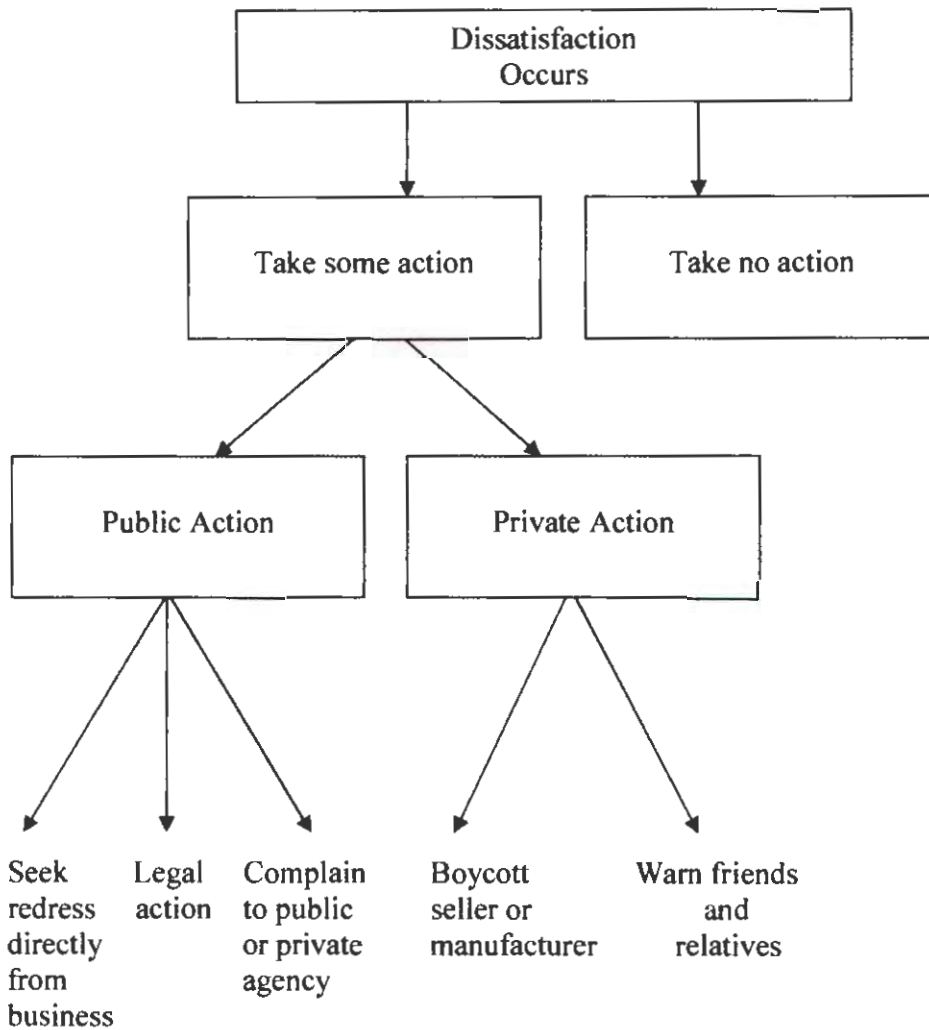 Dissatisfaction
Occurs
Take some action
Take no action
Public Action
Private Action
Seek
redress
directly
from
business
Legal
action
Complain
to public
or private
agency
Boycott
seller or
manufacturer
Warn friends
and
relatives